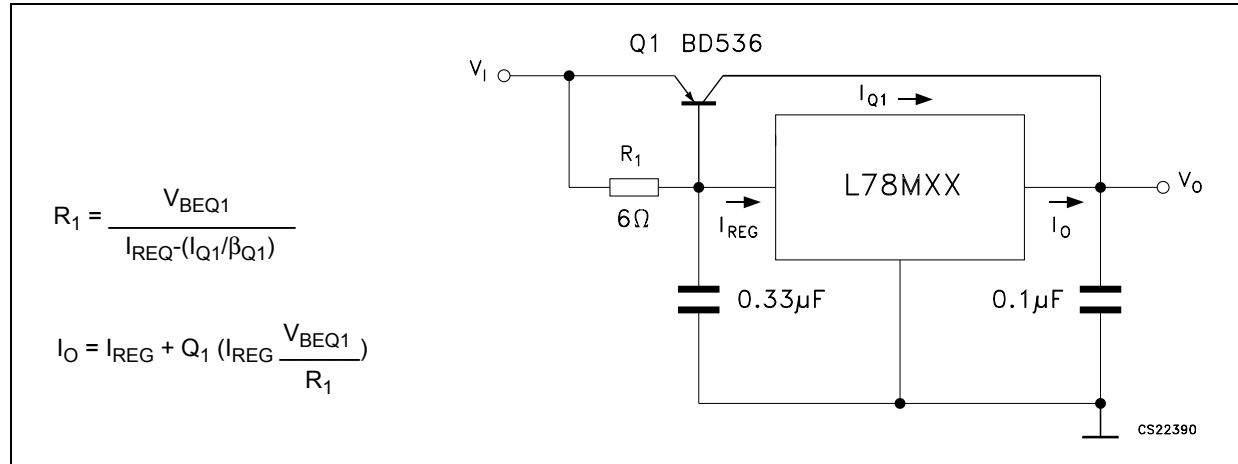 Q1 BD536
V_I
I_Q1
R_1
L78MXX
V_O
6Ω
I_REG
I_O
R_1 = V_BEQ1 / I_REQ-(I_Q1/β_Q1)
0.33µF
0.1µF
I_O = I_REG + Q_1 (I_REG V_BEQ1 / R_1)
CS22390